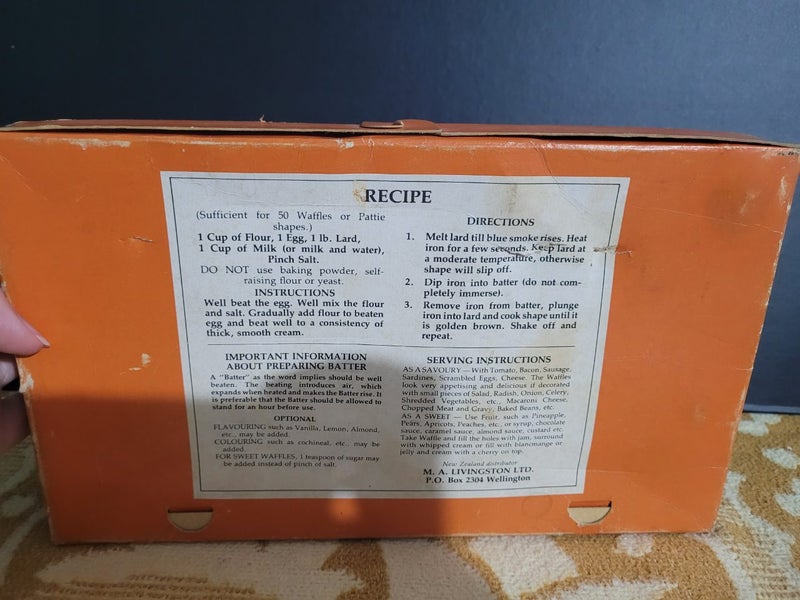 RECIPE
(Sufficient for 50 Waffles or Pattie
shapes.)
1 Cup of Flour, 1 Egg, 1 lb. Lard,
1 Cup of Milk (or milk and water),
Pinch Salt.
DO NOT use baking powder, self-
raising flour or yeast.
INSTRUCTIONS
Well beat the egg. Well mix the flour
and salt. Gradually add flour to beaten
egg and beat well to a consistency of
thick, smooth cream.
DIRECTIONS
1. Melt lard till blue smoke rises. Heat
iron for a few seconds. Keep lard at
a moderate temperature, otherwise
shape will slip off.
2. Dip iron into batter (do not com-
pletely immerse).
3. Remove iron from batter, plunge
iron into lard and cook shape until it
is golden brown. Shake off and
repeat.
IMPORTANT INFORMATION
ABOUT PREPARING BATTER
A "Batter" as the word implies should be well
beaten. The beating introduces air, which
expands when heated and makes the Batter rise. It
is preferable that the Batter should be allowed to
stand for an hour before use.
OPTIONAL
FLAVOURING such as Vanilla, Lemon, Almond,
etc., may be added.
COLOURING such as cochineal, etc., may be
added.
FOR SWEET WAFFLES, 1 teaspoon of sugar may
be added instead of pinch of salt.
SERVING INSTRUCTIONS
AS A SAVOURY — With Tomato, Bacon, Sausage,
Sardines, Scrambled Eggs, Cheese. The Waffles
look very appetising and delicious if decorated
with small pieces of Salad, Radish, Onion, Celery,
Shredded Vegetables, etc., Macaroni Cheese,
Chopped Meat and Gravy, Baked Beans, etc.
AS A SWEET — Use Fruit, such as Pineapple,
Pears, Apricots, Peaches, etc., or syrup, chocolate
sauce, caramel sauce, almond sauce, custard etc.
Take Waffle and fill the holes with jam, surround
with whipped cream or fill with blancmange or
jelly and cream with a cherry on top.
New Zealand distributor
M. A. LIVINGSTON LTD.
P.O. Box 2304 Wellington